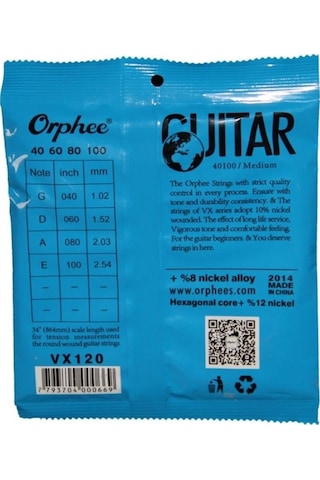 Orphee®
40 60 80 100
Note inch mm
G 040 1.02
D 060 1.52
A 080 2.03
E 100 2.54
– – –
– – –
34" (864mm) scale length used
for tension measurements
the round wound guitar strings
VX120
7 793704 000669
GUITAR
40100 / Medium
The Orphee Strings with strict quality
control in every process. Ensure with
tone and durability consistency. & The
strings of VX series adopt 10% nickel
wounded. The effect of long life service,
Vigorous tone and comfortable feeling.
For the guitar beginners & You deserve
strings in here.
+ %8 nickel alloy
www.orphees.com
Hexagonal core+ %12 nickel
2014
MADE
IN CHINA